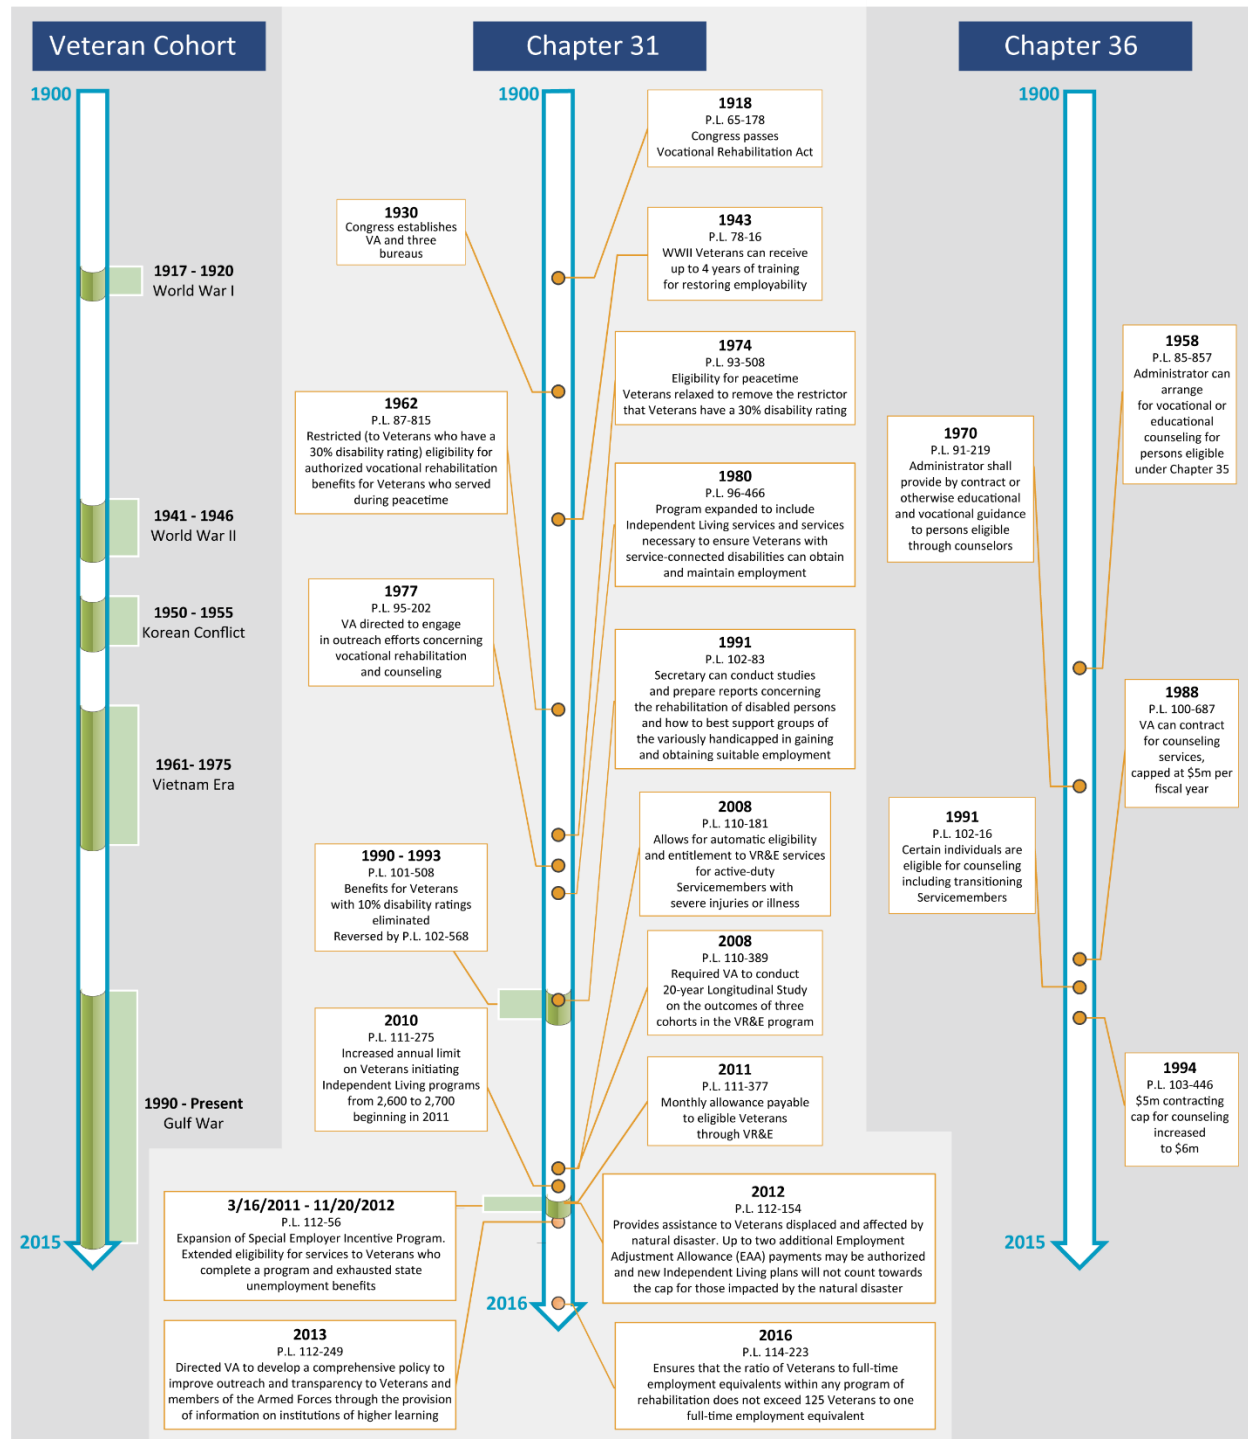 Veteran Cohort
1900
1917 - 1920
World War I
1941 - 1946
World War II
1950 - 1955
Korean Conflict
1961- 1975
Vietnam Era
1990 - Present
Gulf War
2015
Chapter 31
1900
1918
P.L. 65-178
Congress passes
Vocational Rehabilitation Act
1930
Congress establishes
VA and three
bureaus
1943
P.L. 78-16
WWII Veterans can receive
up to 4 years of training
for restoring employability
1974
P.L. 93-508
Eligibility for peacetime
Veterans relaxed to remove the restrictor
that Veterans have a 30% disability rating
1962
P.L. 87-815
Restricted (to Veterans who have a
30% disability rating) eligibility for
authorized vocational rehabilitation
benefits for Veterans who served
during peacetime
1980
P.L. 96-466
Program expanded to include
Independent Living services and services
necessary to ensure Veterans with
service-connected disabilities can obtain
and maintain employment
1977
P.L. 95-202
VA directed to engage
in outreach efforts concerning
vocational rehabilitation
and counseling
1991
P.L. 102-83
Secretary can conduct studies
and prepare reports concerning
the rehabilitation of disabled persons
and how to best support groups of
the variously handicapped in gaining
and obtaining suitable employment
2008
P.L. 110-181
Allows for automatic eligibility
and entitlement to VR&E services
for active-duty
Servicemembers with
severe injuries or illness
1990 - 1993
P.L. 101-508
Benefits for Veterans
with 10% disability ratings
eliminated
Reversed by P.L. 102-568
2008
P.L. 110-389
Required VA to conduct
20-year Longitudinal Study
on the outcomes of three
cohorts in the VR&E program
2010
P.L. 111-275
Increased annual limit
on Veterans initiating
Independent Living programs
from 2,600 to 2,700
beginning in 2011
2011
P.L. 111-377
Monthly allowance payable
to eligible Veterans
through VR&E
3/16/2011 - 11/20/2012
P.L. 112-56
Expansion of Special Employer Incentive Program.
Extended eligibility for services to Veterans who
complete a program and exhausted state
unemployment benefits
2012
P.L. 112-154
Provides assistance to Veterans displaced and affected by
natural disaster. Up to two additional Employment
Adjustment Allowance (EAA) payments may be authorized
and new Independent Living plans will not count towards
the cap for those impacted by the natural disaster
2016
2013
P.L. 112-249
Directed VA to develop a comprehensive policy to
improve outreach and transparency to Veterans and
members of the Armed Forces through the provision
of information on institutions of higher learning
2016
P.L. 114-223
Ensures that the ratio of Veterans to full-time
employment equivalents within any program of
rehabilitation does not exceed 125 Veterans to one
full-time employment equivalent
Chapter 36
1900
1958
P.L. 85-857
Administrator can
arrange
for vocational or
educational
counseling for
persons eligible
under Chapter 35
1970
P.L. 91-219
Administrator shall
provide by contract or
otherwise educational
and vocational guidance
to persons eligible
through counselors
1988
P.L. 100-687
VA can contract
for counseling
services,
capped at $5m per
fiscal year
1991
P.L. 102-16
Certain individuals are
eligible for counseling
including transitioning
Servicemembers
1994
P.L. 103-446
$5m contracting
cap for counseling
increased
to $6m
2015